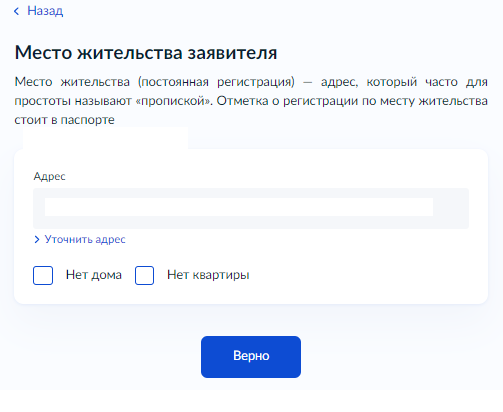 Назад
Место жительства заявителя
Место жительства (постоянная регистрация) — адрес, который часто для
простоты называют «пропиской». Отметка о регистрации по месту жительства
стоит в паспорте
Адрес
Уточнить адрес
Нет дома Нет квартиры
Верно